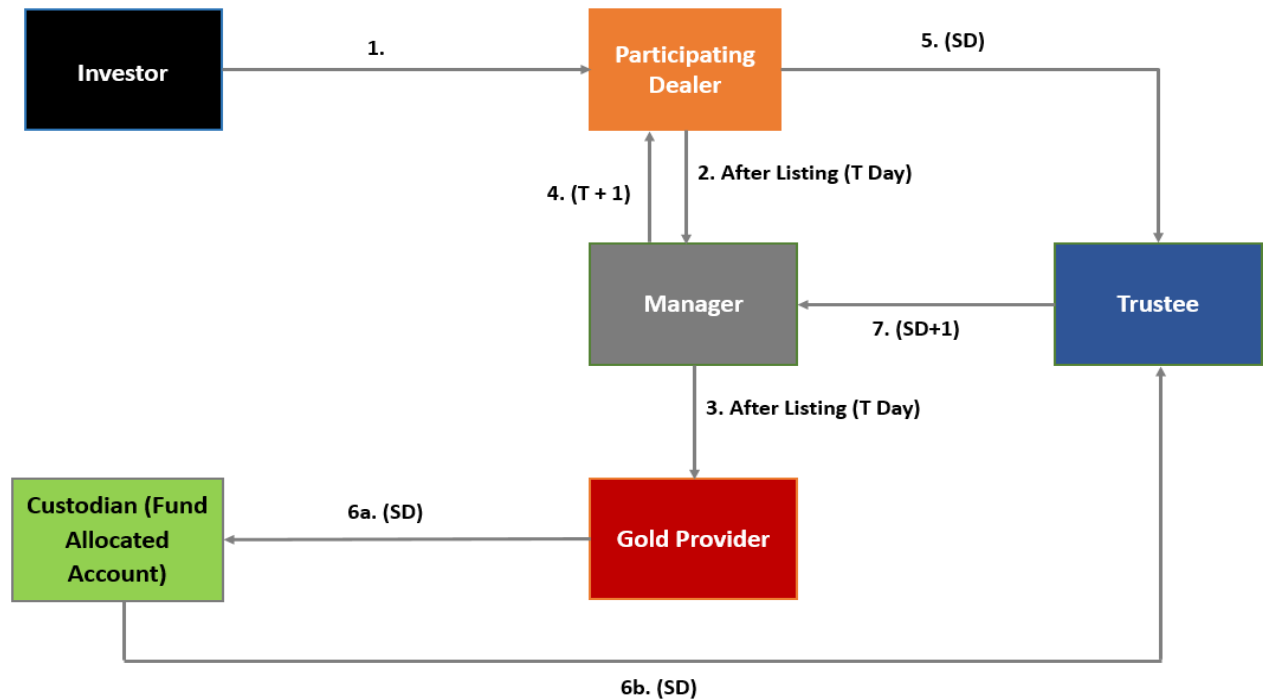 Investor
1.
Participating
Dealer
5. (SD)
2. After Listing (T Day)
4. (T + 1)
Manager
7. (SD+1)
Trustee
3. After Listing (T Day)
Custodian (Fund
Allocated
Account)
6a. (SD)
Gold Provider
6b. (SD)